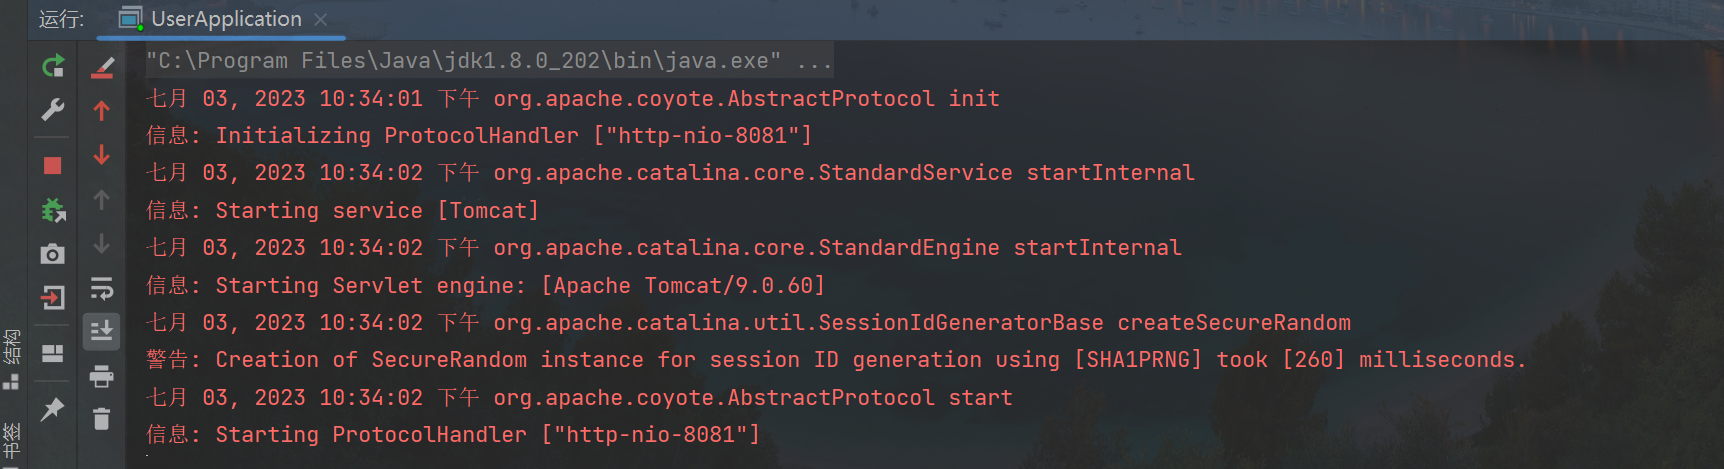 运行:
UserApplication
"C:\Program Files\Java\jdk1.8.0_202\bin\java.exe" ...
七月 03, 2023 10:34:01 下午 org.apache.coyote.AbstractProtocol init
信息: Initializing ProtocolHandler ["http-nio-8081"]
七月 03, 2023 10:34:02 下午 org.apache.catalina.core.StandardService startInternal
信息: Starting service [Tomcat]
七月 03, 2023 10:34:02 下午 org.apache.catalina.core.StandardEngine startInternal
信息: Starting Servlet engine: [Apache Tomcat/9.0.60]
七月 03, 2023 10:34:02 下午 org.apache.catalina.util.SessionIdGeneratorBase createSecureRandom
警告: Creation of SecureRandom instance for session ID generation using [SHA1PRNG] took [260] milliseconds.
七月 03, 2023 10:34:02 下午 org.apache.coyote.AbstractProtocol start
信息: Starting ProtocolHandler ["http-nio-8081"]
结构
书签